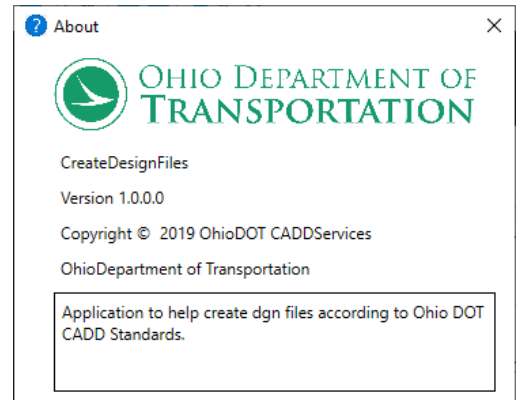 About
OHIO DEPARTMENT OF
TRANSPORTATION
CreateDesignFiles
Version 1.0.0.0
Copyright © 2019 OhioDOT CADDServices
OhioDepartment of Transportation
Application to help create dgn files according to Ohio DOT
CADD Standards.